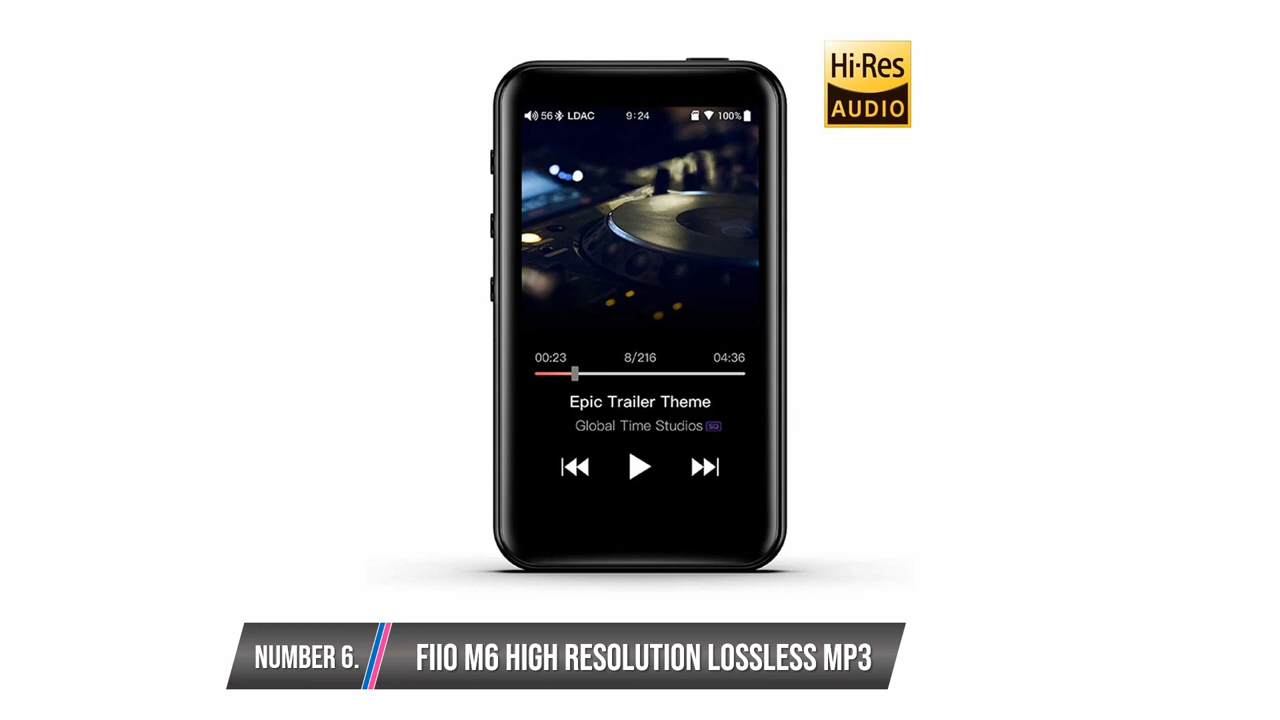 Hi-Res
AUDIO
56 LDAC 9:24 100%
00:23 8/216 04:36
Epic Trailer Theme
Global Time Studios SQ
NUMBER 6. FIIO M6 HIGH RESOLUTION LOSSLESS MP3